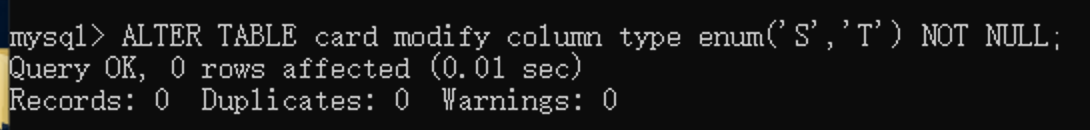 mysql> ALTER TABLE card modify column type enum('S','T') NOT NULL;
Query OK, 0 rows affected (0.01 sec)
Records: 0  Duplicates: 0  Warnings: 0